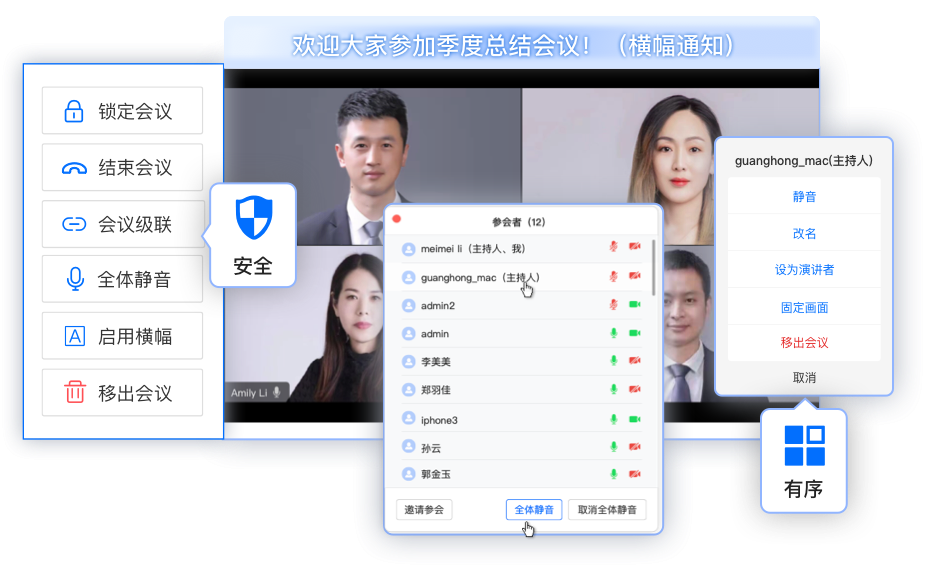 欢迎大家参加季度总结会议！（横幅通知）
锁定会议
结束会议
会议级联
全体静音
启用横幅
移出会议
安全
Amily Li
参会者（12）
meimei li（主持人、我）
guanghong_mac（主持人）
admin2
admin
李美美
郑羽佳
iphone3
孙云
郭金玉
邀请参会
全体静音
取消全体静音
guanghong_mac(主持人)
静音
改名
设为演讲者
固定画面
移出会议
取消
有序